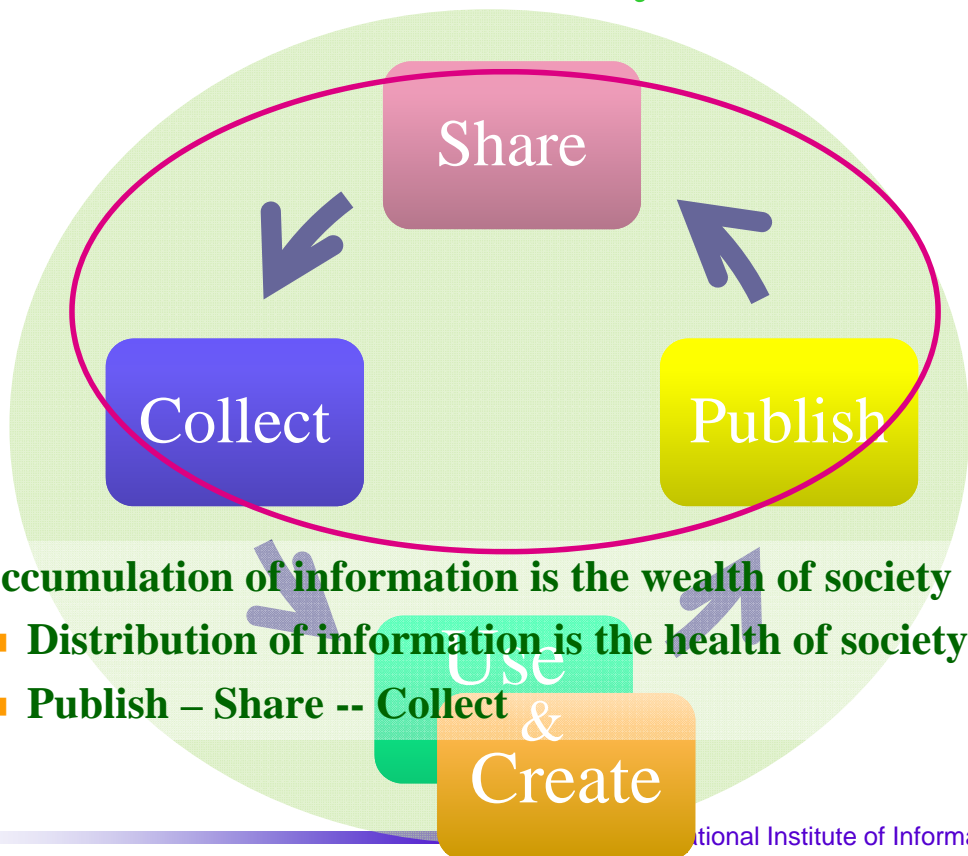 Share
Collect
Publish
ccumulation of information is the wealth of society
Distribution of information is the health of society
Publish – Share -- Collect
Use
&
Create
tional Institute of Informa